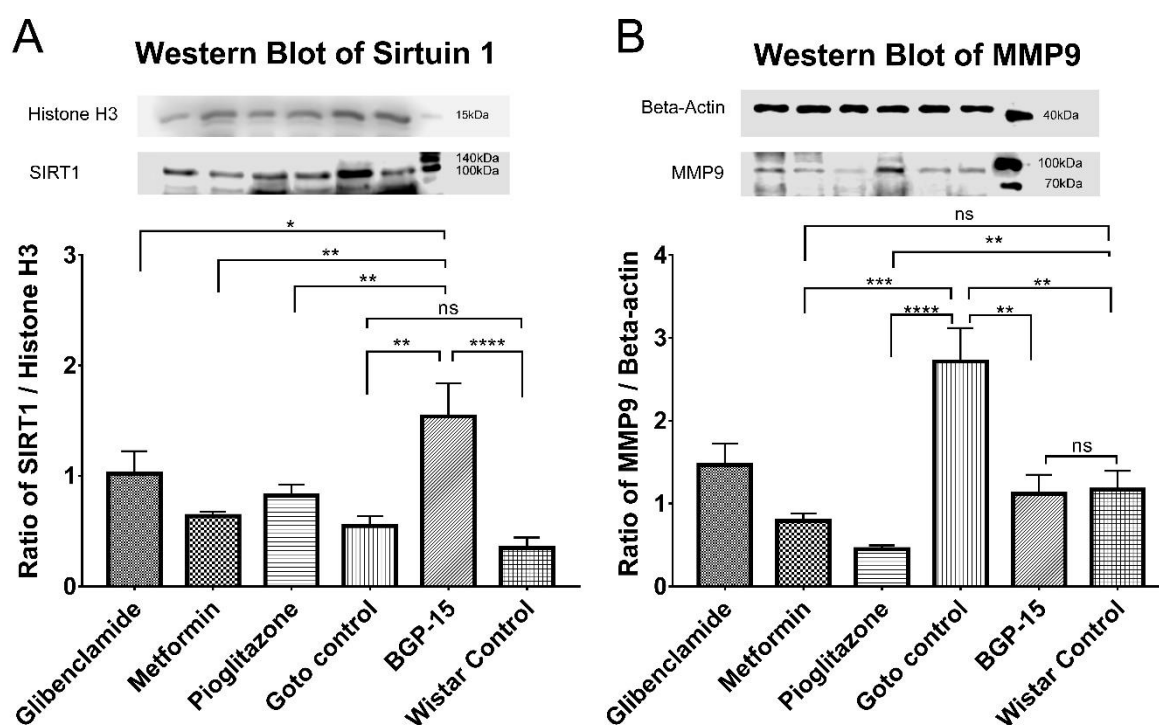 A
Western Blot of Sirtuin 1
Histone H3
15kDa
SIRT1
140kDa
100kDa
*
**
**
ns
**
****
Ratio of SIRT1 / Histone H3
3
2
1
0
Glibenclamide
Metformin
Pioglitazone
Goto control
BGP-15
Wistar Control
B
Western Blot of MMP9
Beta-Actin
40kDa
MMP9
100kDa
70kDa
ns
**
***
**
****
**
ns
Ratio of MMP9 / Beta-actin
4
3
2
1
0
Glibenclamide
Metformin
Pioglitazone
Goto control
BGP-15
Wistar Control